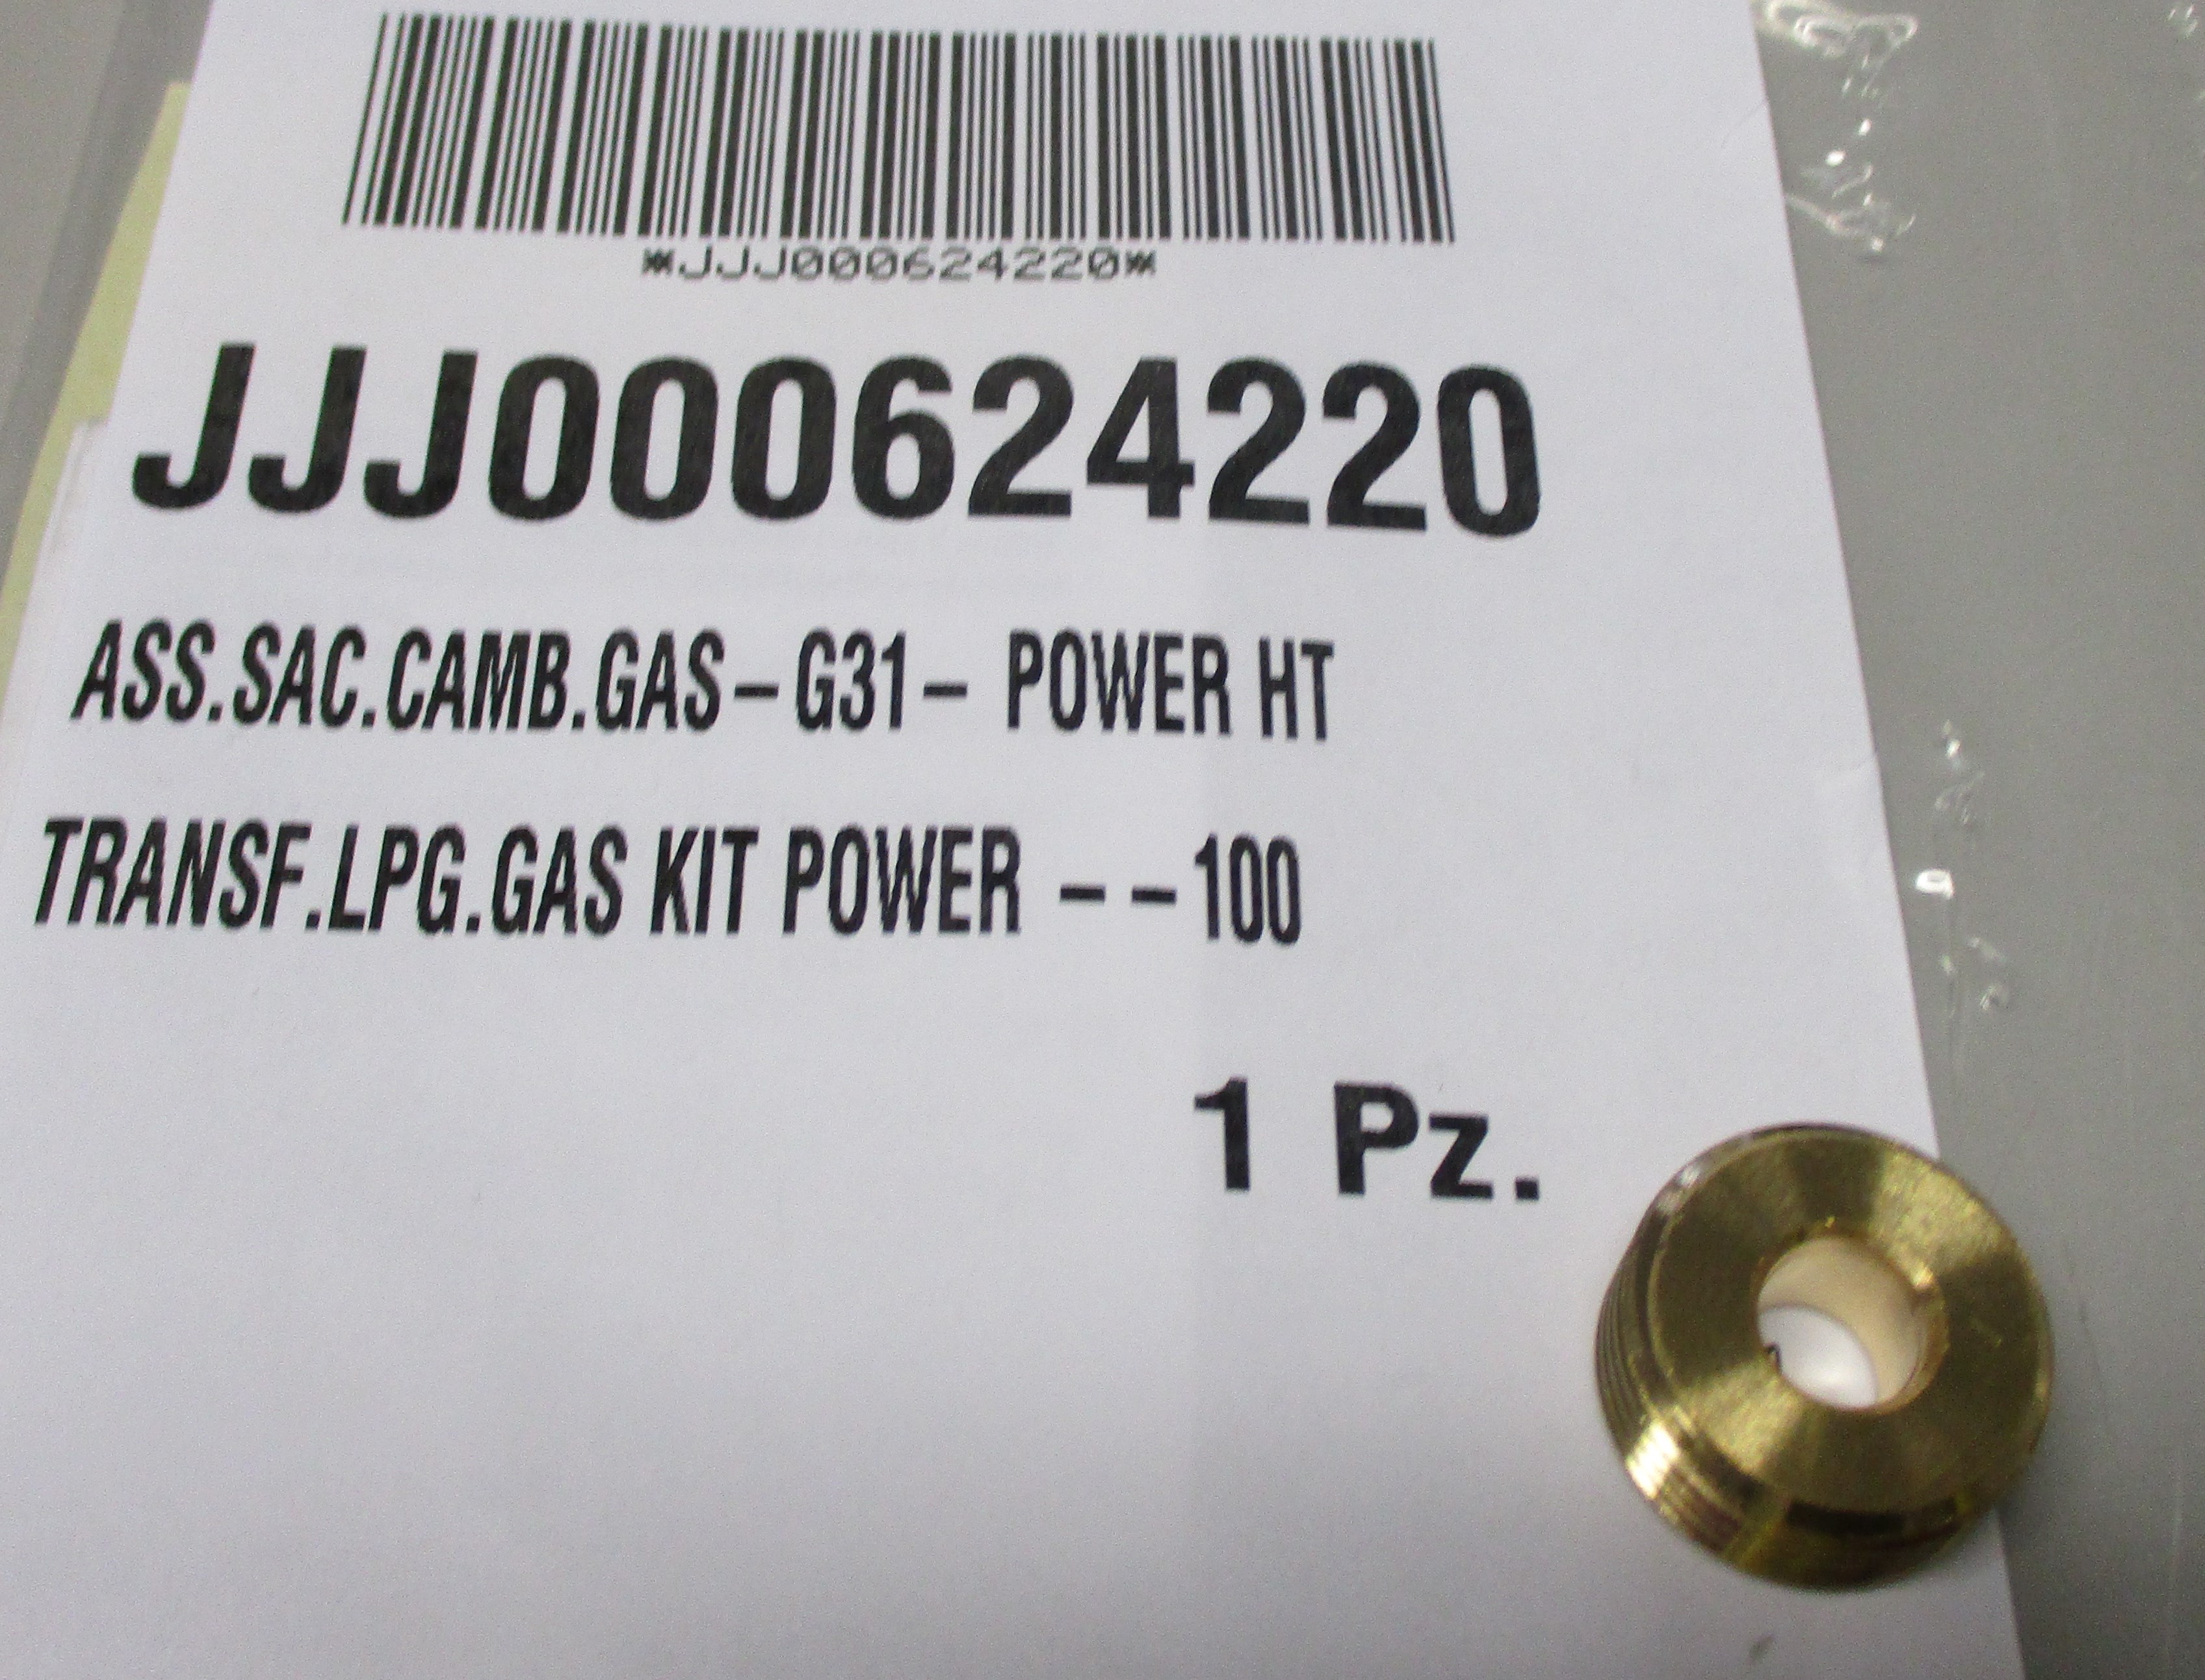 *JJJ000624220*
JJJ000624220
ASS.SAC.CAMB.GAS-G31- POWER HT
TRANSF.LPG.GAS KIT POWER --100
1 Pz.